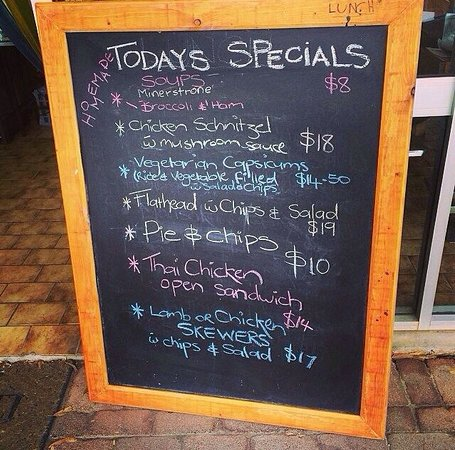 LUNCH
TODAYS SPECIALS
HOMEMADE
SOUPS $8
Minerstrone
* - Broccoli & Ham
* Chicken Schnitzel
w mushroom sauce $18
* Vegetarian Capsicums
(Rice & Vegetable filled $14-50
w Salad & Chips
* Flathead w Chips & Salad
$19
* Pie & Chips
$10
* Thai Chicken
open Sandwich
$14
* Lamb or Chicken
SKEWERS
w chips & Salad $17